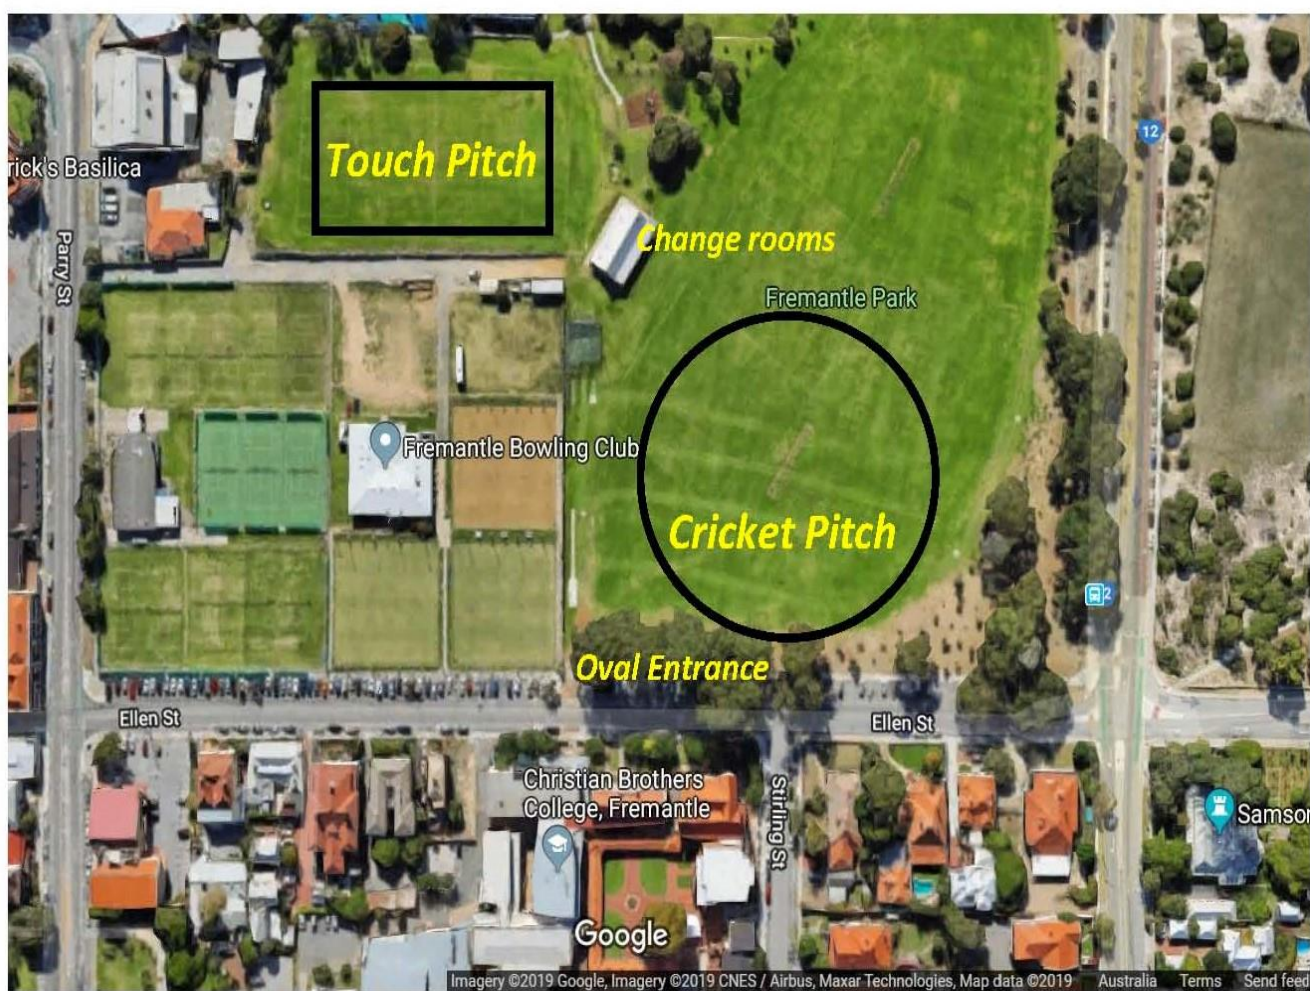 12
Touch Pitch
rick's Basilica
Change rooms
Parry St
Fremantle Park
Fremantle Bowling Club
Cricket Pitch
2
Oval Entrance
Ellen St
Ellen St
Christian Brothers
College, Fremantle
Stirling St
Samson
Google
Imagery ©2019 Google, Imagery ©2019 CNES / Airbus, Maxar Technologies, Map data ©2019 Australia Terms Send feed